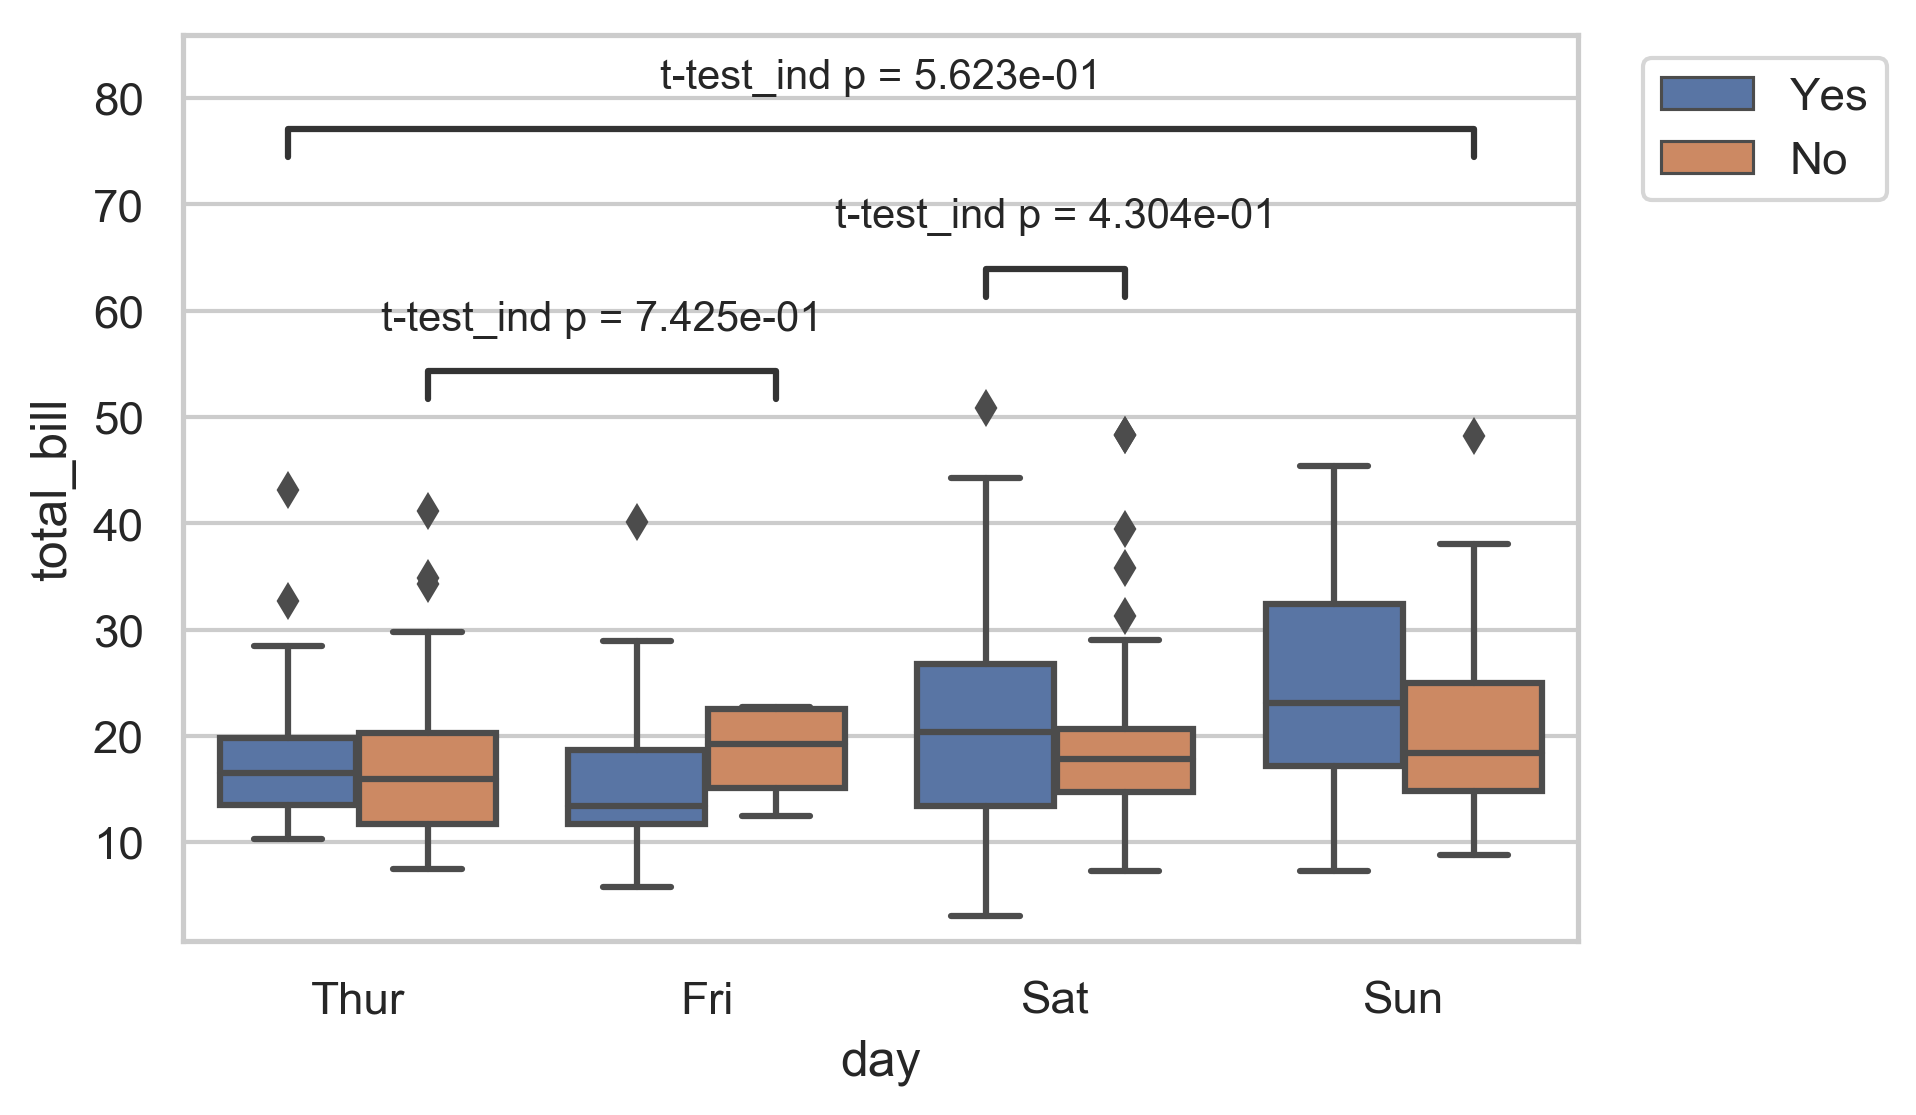 t-test_ind p = 5.623e-01
t-test_ind p = 4.304e-01
t-test_ind p = 7.425e-01
80
70
60
50
40
30
20
10
total_bill
Thur
Fri
Sat
Sun
day
Yes
No